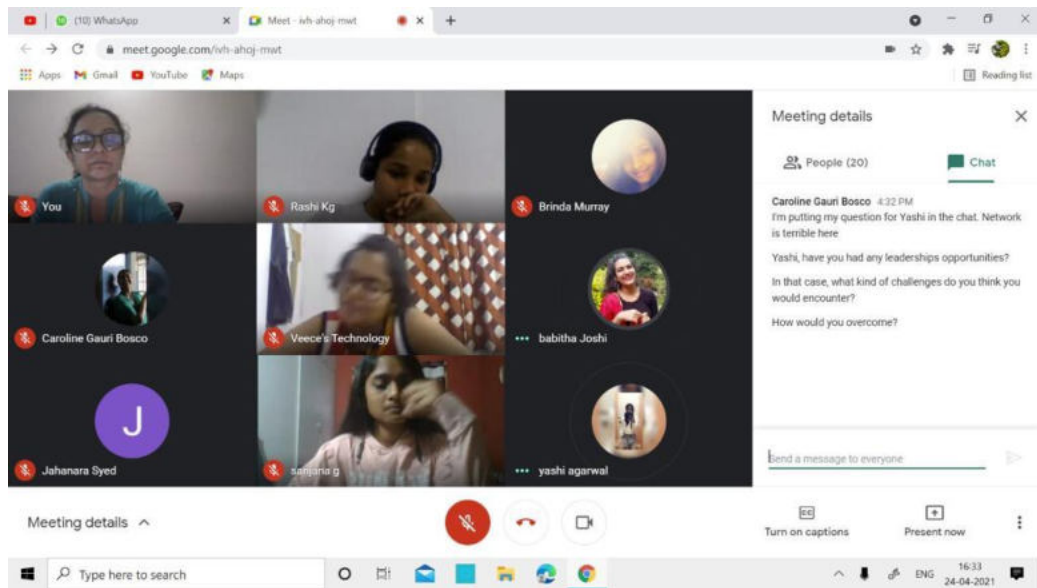 (10) WhatsApp
Meet - ivh-ahoj-mwt
meet.google.com/ivh-ahoj-mwt
Apps
Gmail
YouTube
Maps
Reading list
You
Rashi Kg
Brinda Murray
Caroline Gauri Bosco
Veece's Technology
babitha Joshi
J
Jahanara Syed
sanjana g
yashi agarwal
Meeting details
People (20)
Chat
Caroline Gauri Bosco 4:32 PM
I'm putting my question for Yashi in the chat. Network
is terrible here
Yashi, have you had any leaderships opportunities?
In that case, what kind of challenges do you think you
would encounter?
How would you overcome?
Send a message to everyone
Meeting details
CC
Turn on captions
Present now
Type here to search
ENG
16:33
24-04-2021